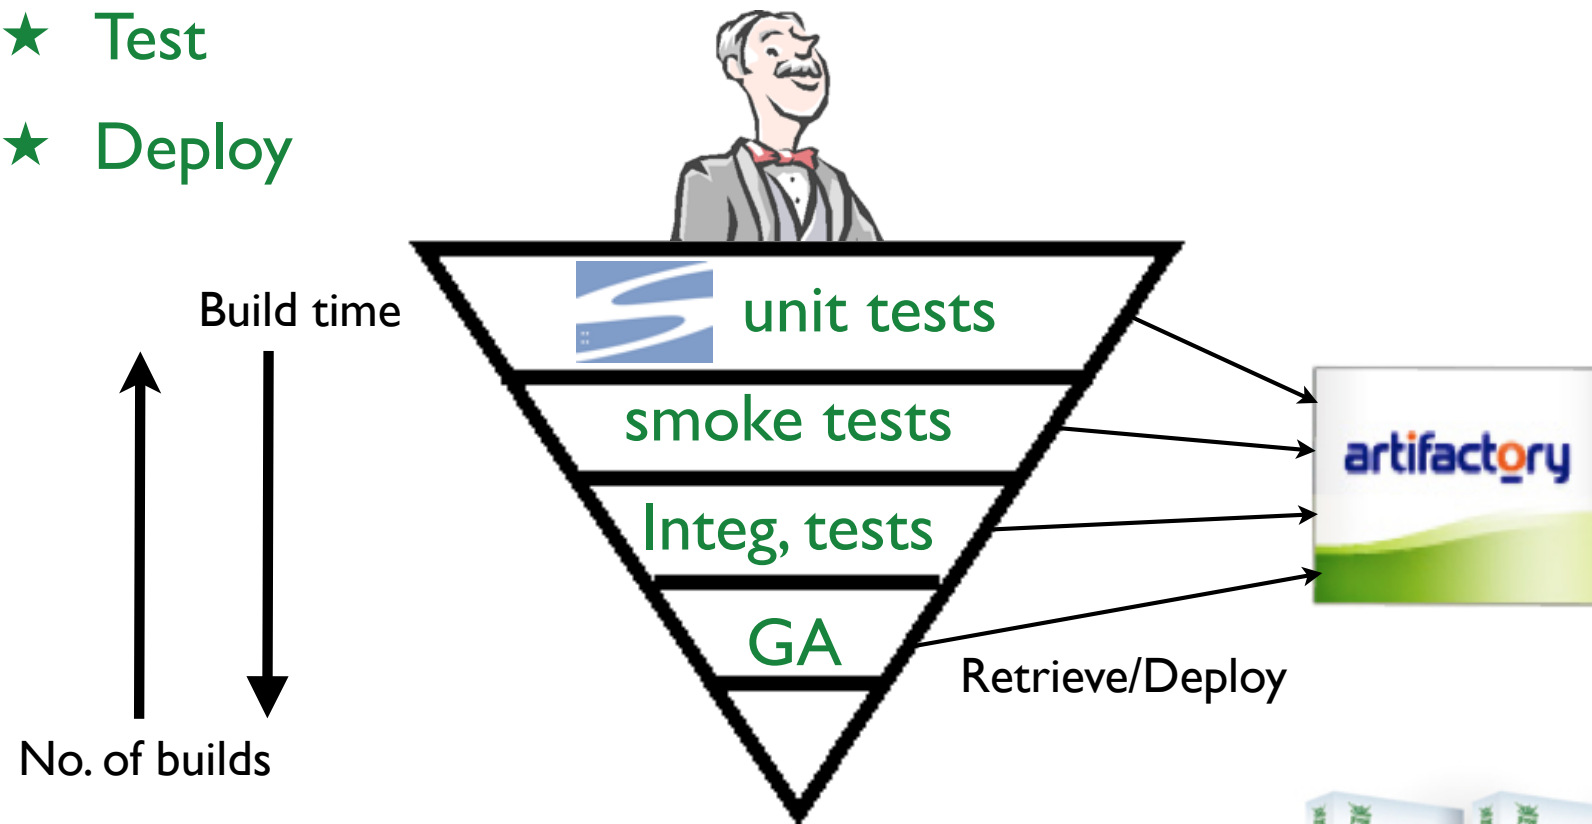 ★ Test
★ Deploy
Build time
unit tests
smoke tests
Integ, tests
GA
artifactory
Retrieve/Deploy
No. of builds